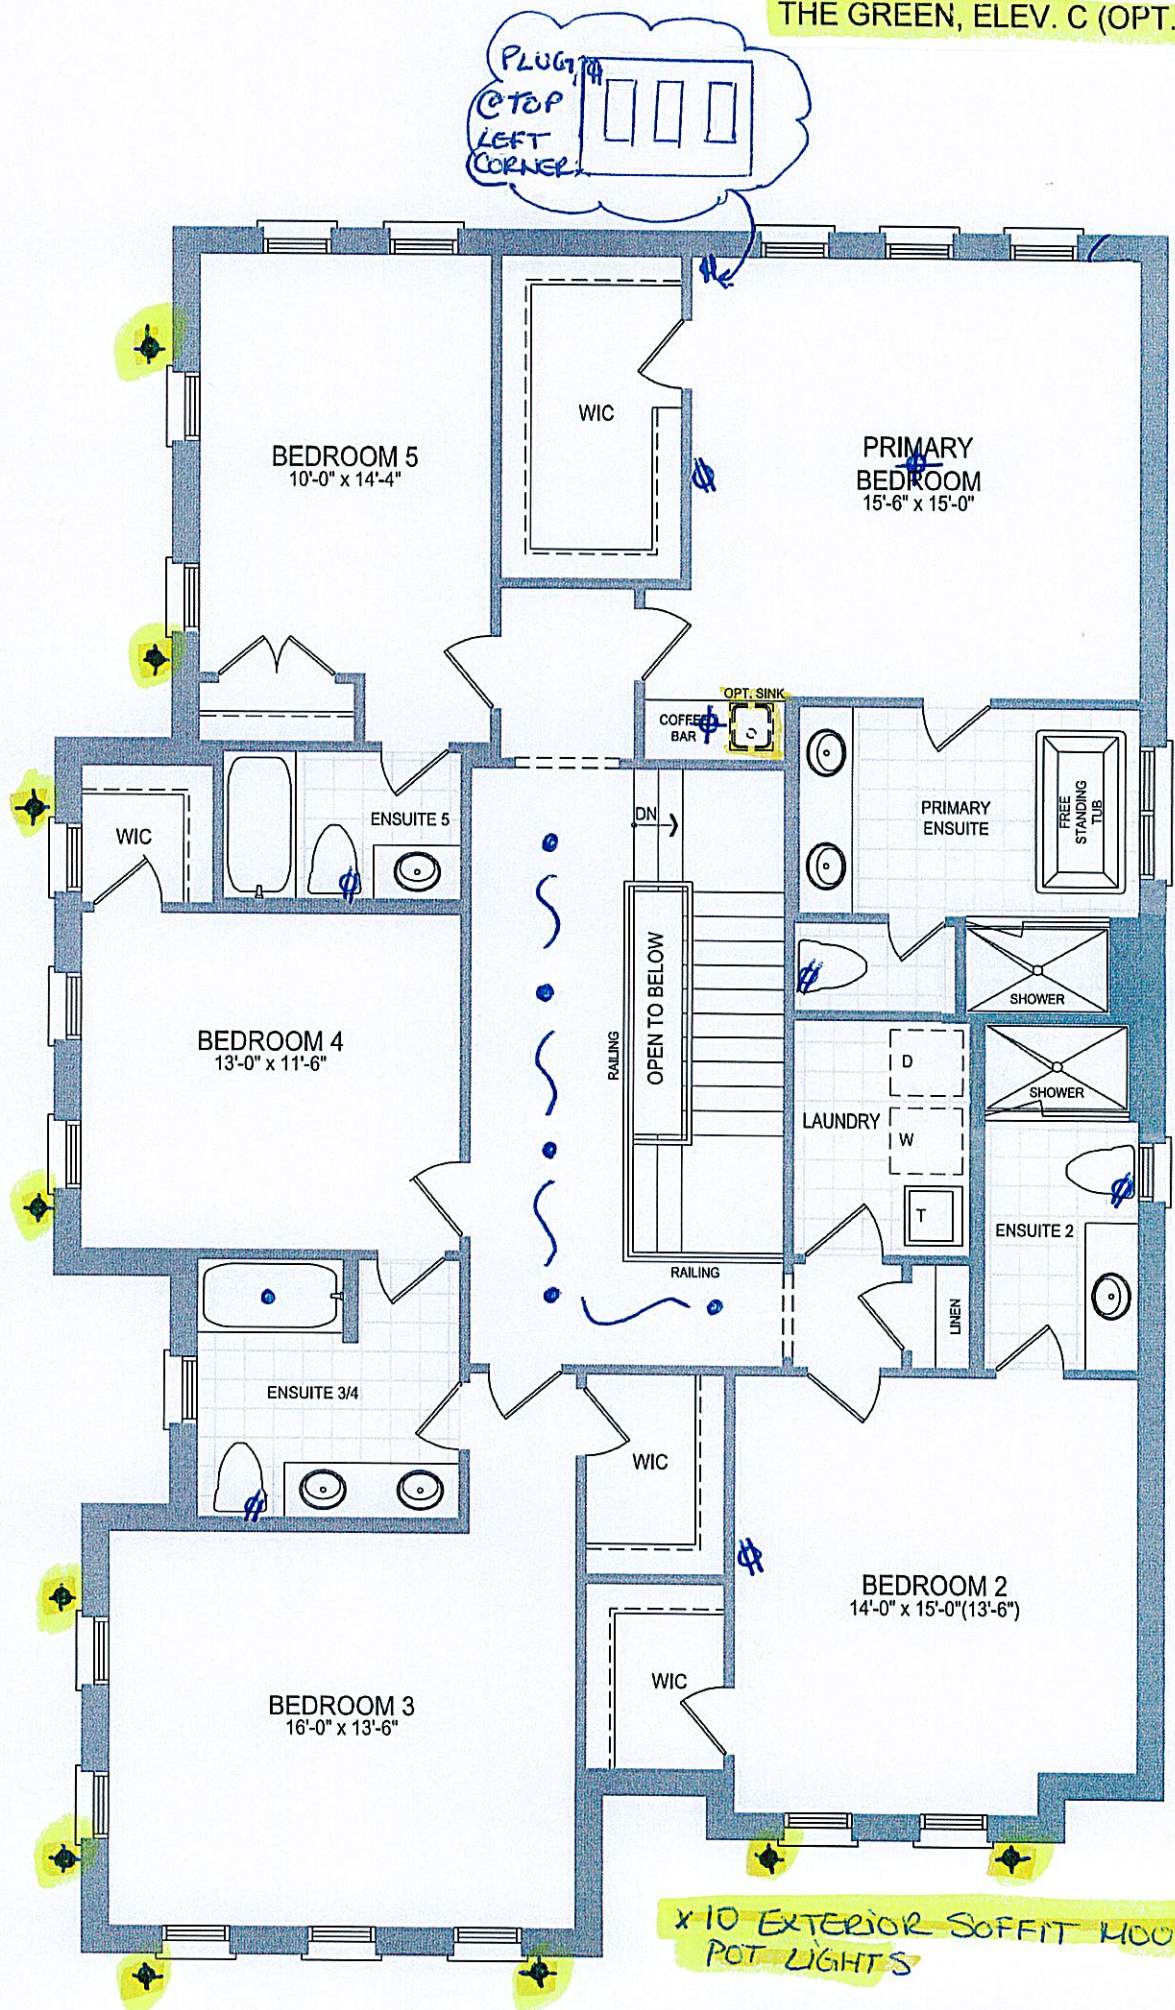 THE GREEN, ELEV. C (OPT.
PLUG
@ TOP
LEFT
CORNER
BEDROOM 5
10'-0" x 14'-4"
WIC
PRIMARY
BEDROOM
15'-6" x 15'-0"
OPT. SINK
COFFEE
BAR
WIC
ENSUITE 5
DN
PRIMARY
ENSUITE
FREE
STANDING
TUB
OPEN TO BELOW
RAILING
SHOWER
BEDROOM 4
13'-0" x 11'-6"
D
SHOWER
LAUNDRY
W
T
ENSUITE 2
RAILING
LINEN
ENSUITE 3/4
WIC
BEDROOM 2
14'-0" x 15'-0"(13'-6")
WIC
BEDROOM 3
16'-0" x 13'-6"
x 10 EXTERIOR SOFFIT
POT LIGHTS